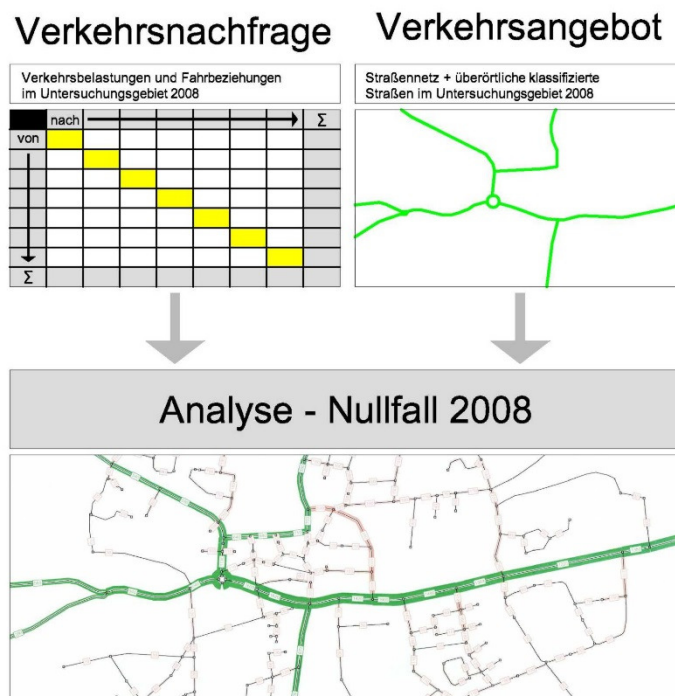 Verkehrsnachfrage
Verkehrsbelastungen und Fahrbeziehungen
im Untersuchungsgebiet 2008
nach
Σ
von
Σ
Verkehrsangebot
Straßennetz + überörtliche klassifizierte
Straßen im Untersuchungsgebiet 2008
Analyse - Nullfall 2008